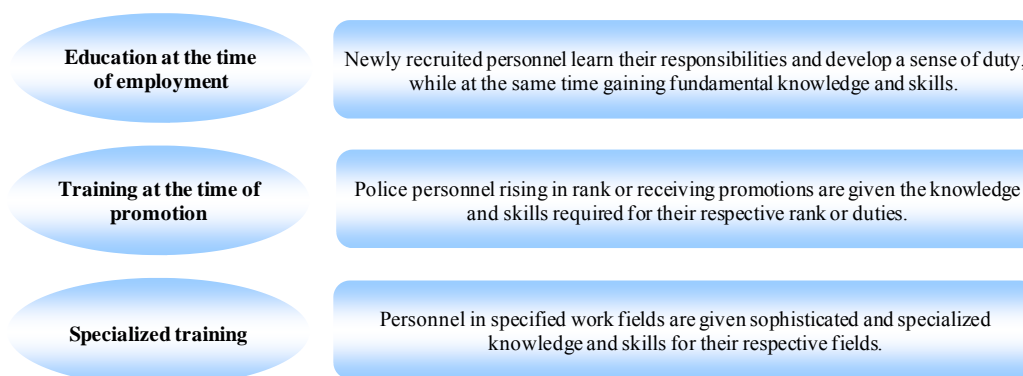 Education at the time
of employment
Newly recruited personnel learn their responsibilities and develop a sense of duty,
while at the same time gaining fundamental knowledge and skills.
Training at the time of
promotion
Police personnel rising in rank or receiving promotions are given the knowledge
and skills required for their respective rank or duties.
Specialized training
Personnel in specified work fields are given sophisticated and specialized
knowledge and skills for their respective fields.